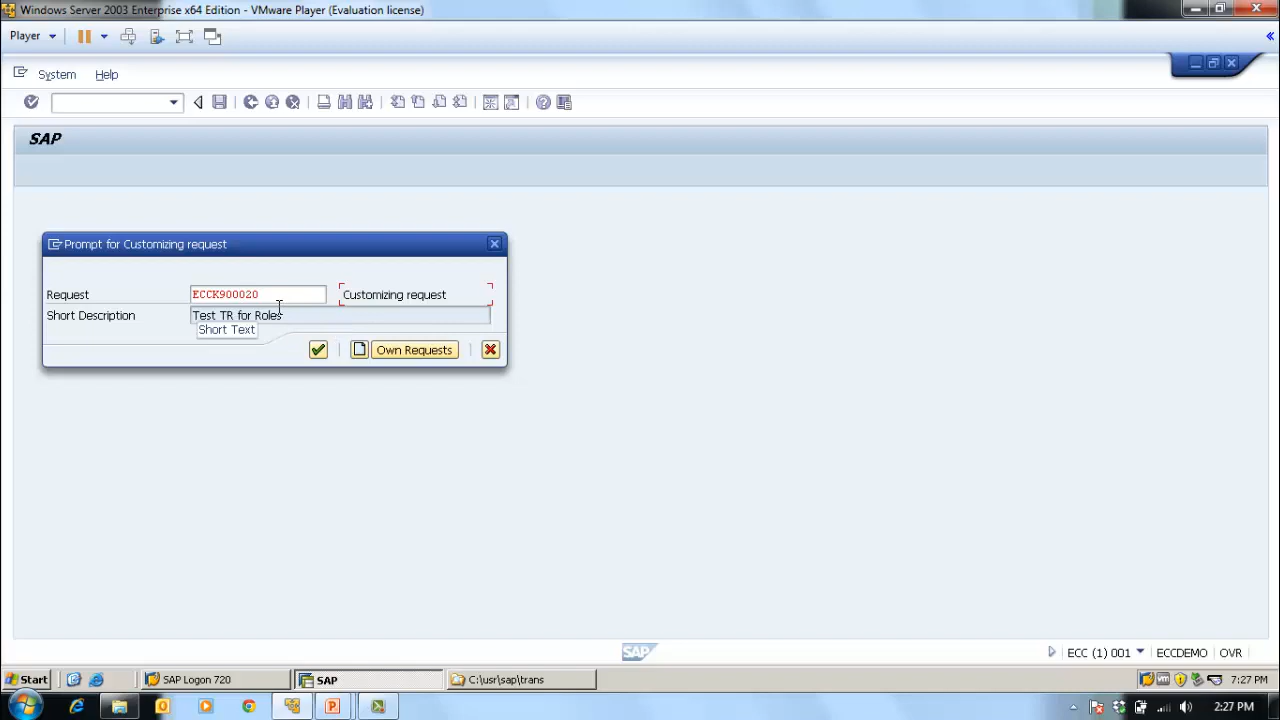 Windows Server 2003 Enterprise x64 Edition - VMware Player (Evaluation license)
Player
System Help
SAP
Prompt for Customizing request
Request ECCK900020 Customizing request
Short Description Test TR for Roles
Short Text
Own Requests
SAP
ECC (1) 001 ECCDEMO OVR
Start SAP Logon 720 SAP C:\usr\sap\trans 7:27 PM
2:27 PM